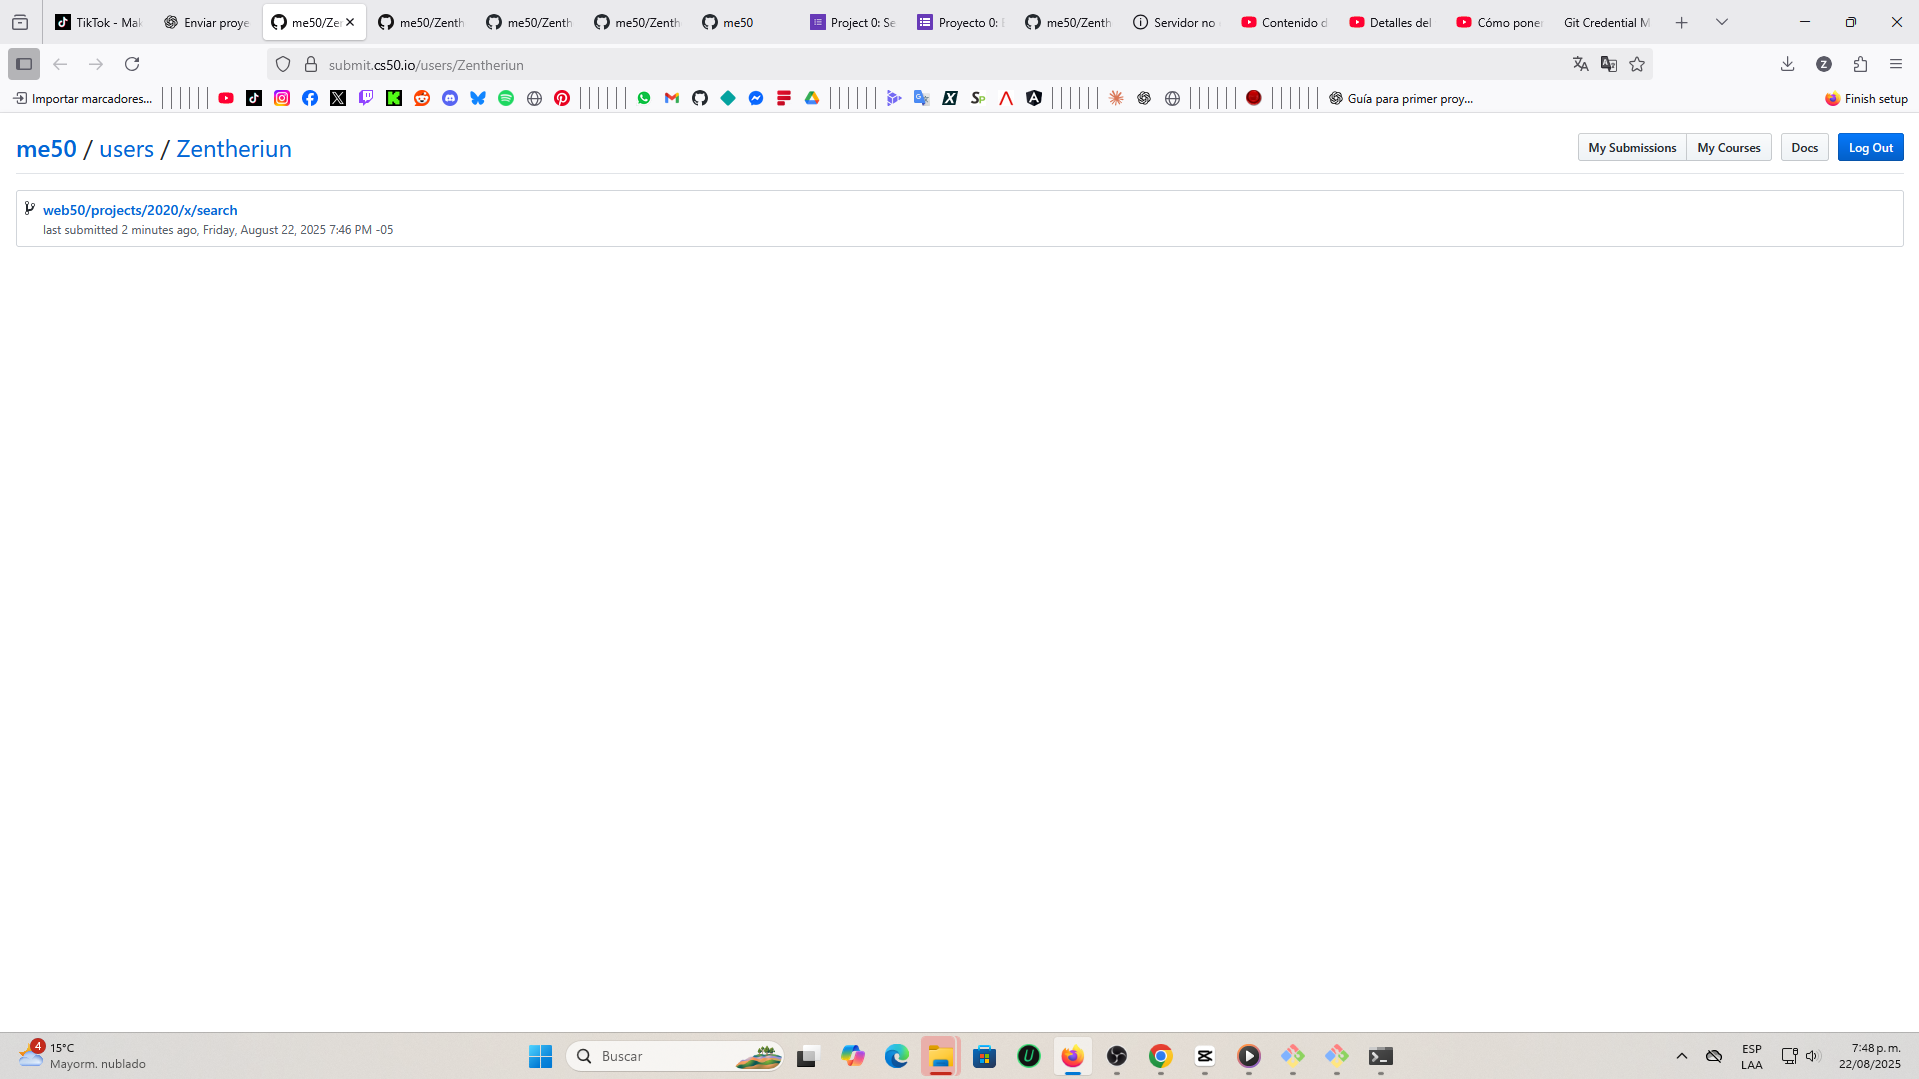 TikTok - Mak
Enviar proye
me50/Zer
me50/Zenth
me50/Zenth
me50/Zenth
me50
Project 0: Se
Proyecto 0: B
me50/Zenth
Servidor no
Contenido d
Detalles del
Cómo poner
Git Credential M
submit.cs50.io/users/Zentheriun
Z
Importar marcadores...
Guía para primer proy...
Finish setup
me50 / users / Zentheriun
My Submissions
My Courses
Docs
Log Out
web50/projects/2020/x/search
last submitted 2 minutes ago, Friday, August 22, 2025 7:46 PM -05
4
15°C
Mayorm. nublado
Buscar
ESP
LAA
7:48 p. m.
22/08/2025